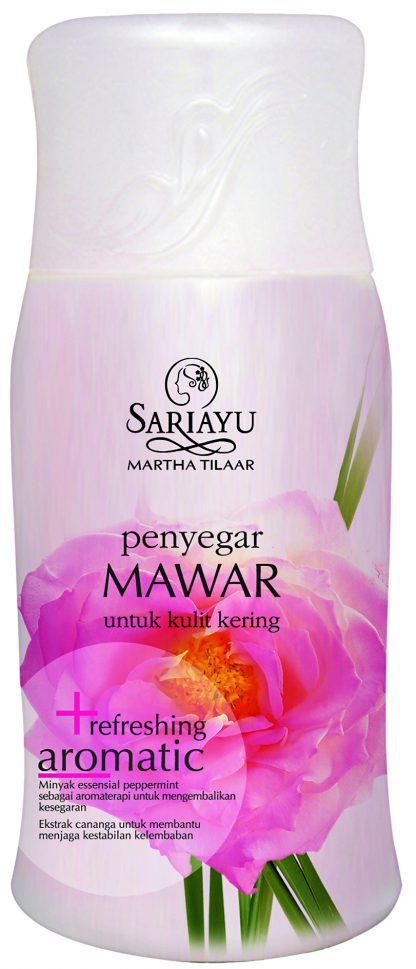 SARIAYU
MARTHA TILAAR
penyegar
MAWAR
untuk kulit kering
+refreshing
aromatic
Minyak essensial peppermint
sebagai aromaterapi untuk mengembalikan
kesegaran
Ekstrak cananga untuk membantu
menjaga kestabilan kelembaban